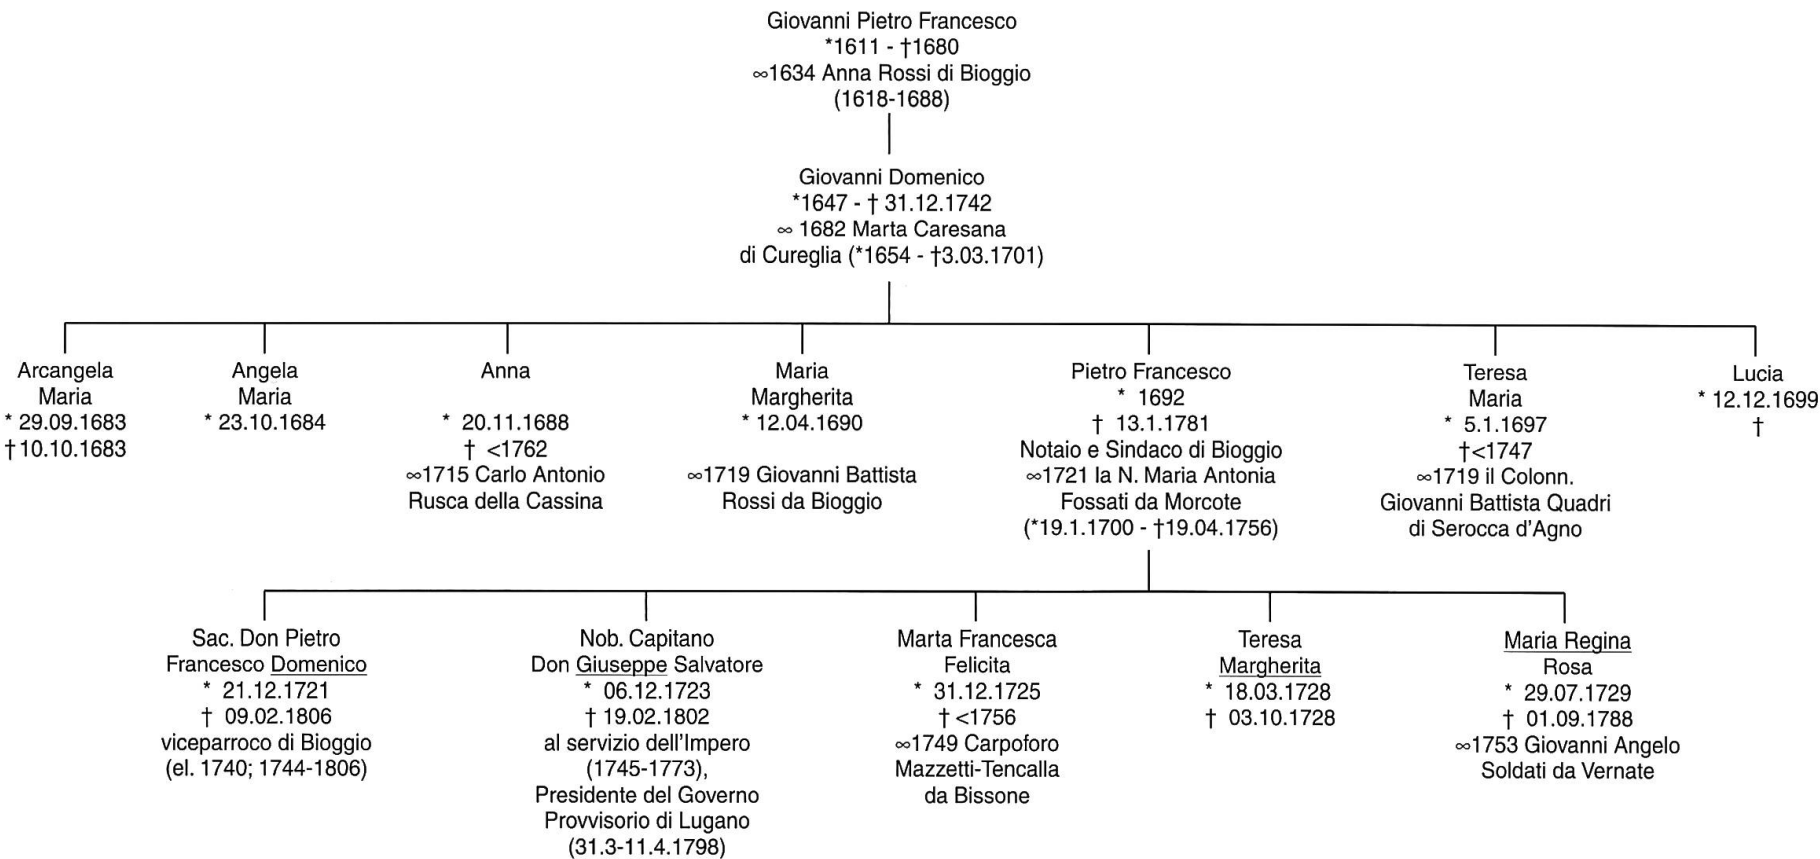 Giovanni Pietro Francesco
*1611 - †1680
∞1634 Anna Rossi di Bioggio
(1618-1688)
Giovanni Domenico
*1647 - † 31.12.1742
∞ 1682 Marta Caresana
di Cureglia (*1654 - †3.03.1701)
Arcangela
Maria
* 29.09.1683
†10.10.1683
Angela
Maria
* 23.10.1684
Anna
* 20.11.1688
† <1762
∞1715 Carlo Antonio
Rusca della Cassina
Maria
Margherita
* 12.04.1690
∞1719 Giovanni Battista
Rossi da Bioggio
Pietro Francesco
* 1692
† 13.1.1781
Notaio e Sindaco di Bioggio
∞1721 la N. Maria Antonia
Fossati da Morcote
(*19.1.1700 - †19.04.1756)
Teresa
Maria
* 5.1.1697
†<1747
∞1719 il Colonn.
Giovanni Battista Quadri
di Serocca d'Agno
Lucia
* 12.12.1699
†
Sac. Don Pietro
Francesco Domenico
* 21.12.1721
† 09.02.1806
viceparroco di Bioggio
(el. 1740; 1744-1806)
Nob. Capitano
Don Giuseppe Salvatore
* 06.12.1723
† 19.02.1802
al servizio dell'Impero
(1745-1773),
Presidente del Governo
Provvisorio di Lugano
(31.3-11.4.1798)
Marta Francesca
Felicita
* 31.12.1725
† <1756
∞1749 Carpoforo
Mazzetti-Tencalla
da Bissone
Teresa
Margherita
* 18.03.1728
† 03.10.1728
Maria Regina
Rosa
* 29.07.1729
† 01.09.1788
∞1753 Giovanni Angelo
Soldati da Vernate